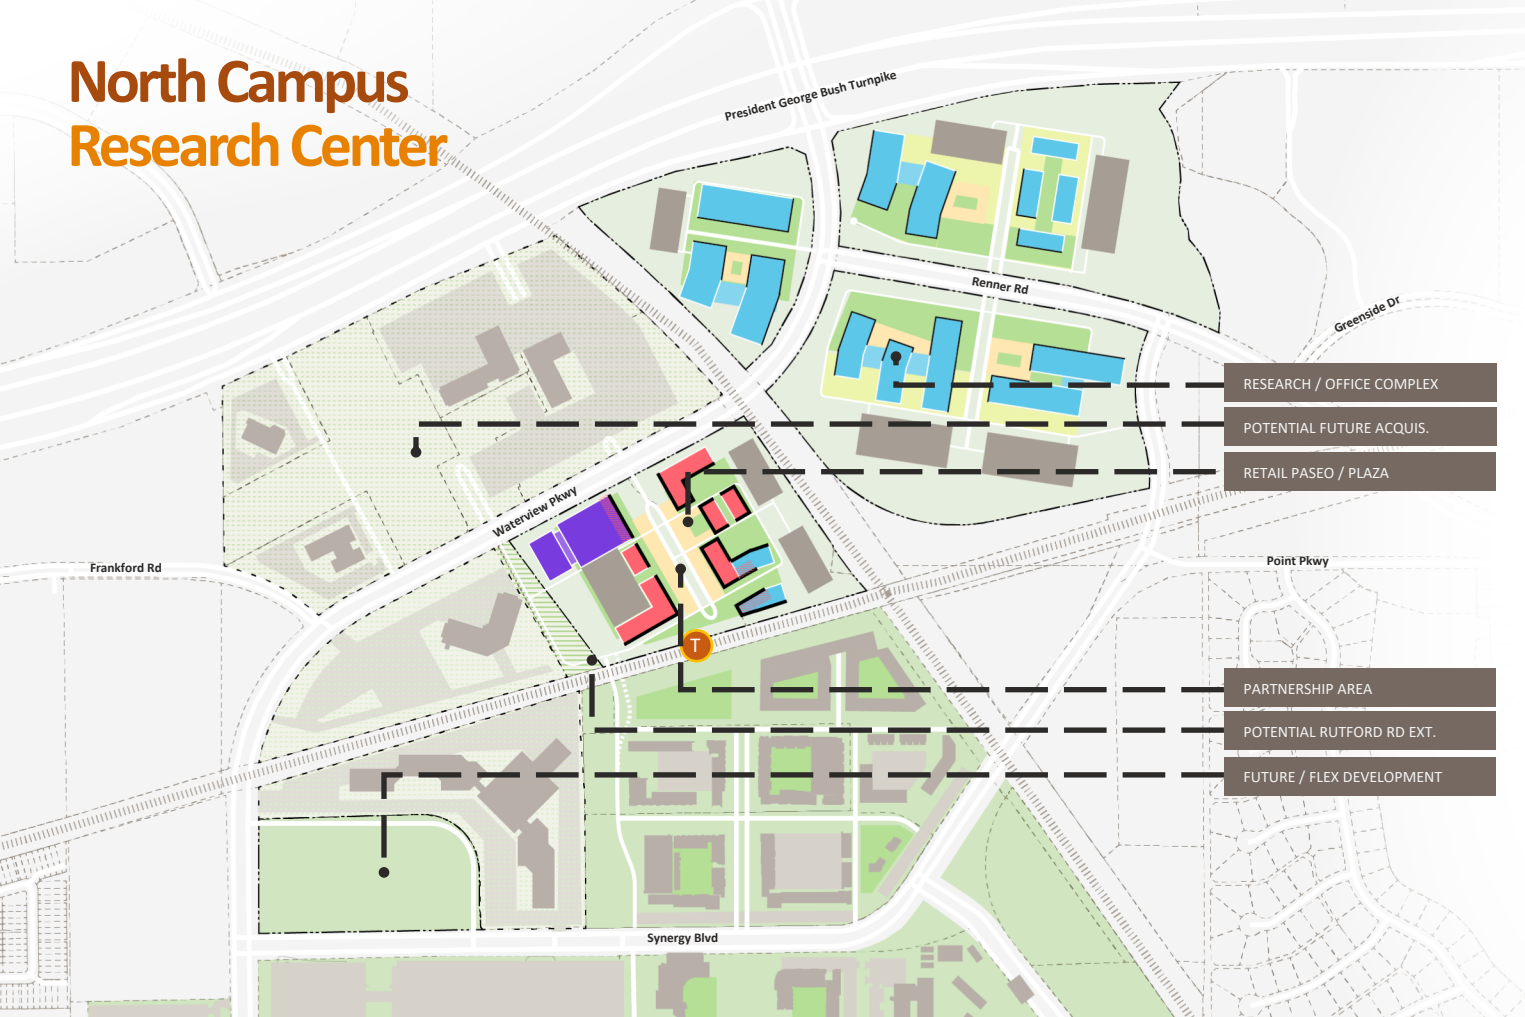 North Campus
Research Center
President George Bush Turnpike
Renner Rd
Greenside Dr
RESEARCH / OFFICE COMPLEX
POTENTIAL FUTURE ACQUIS.
RETAIL PASEO / PLAZA
Waterview Pkwy
Frankford Rd
Point Pkwy
T
PARTNERSHIP AREA
POTENTIAL RUTFORD RD EXT.
FUTURE / FLEX DEVELOPMENT
Synergy Blvd